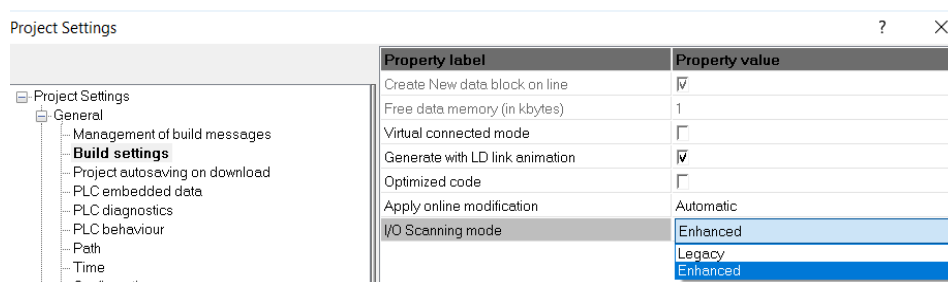 Project Settings ? ×
Property label Property value
Create New data block on line
Free data memory (in kbytes) 1
Virtual connected mode
Generate with LD link animation
Optimized code
Apply online modification Automatic
I/O Scanning mode Enhanced
Legacy
Enhanced
Project Settings
General
Management of build messages
Build settings
Project autosaving on download
PLC embedded data
PLC diagnostics
PLC behaviour
Path
Time